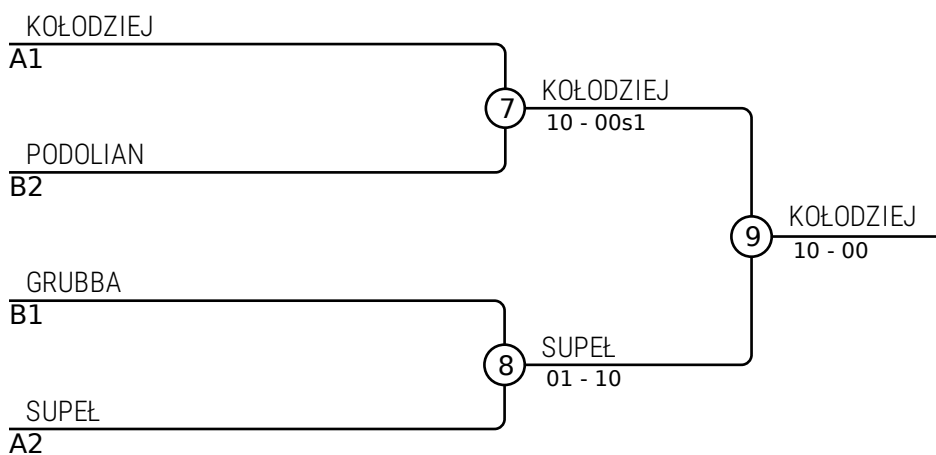 KOŁODZIEJ
A1
7
KOŁODZIEJ
10 - 00s1
PODOLIAN
B2
9
KOŁODZIEJ
10 - 00
GRUBBA
B1
8
SUPEŁ
01 - 10
SUPEŁ
A2